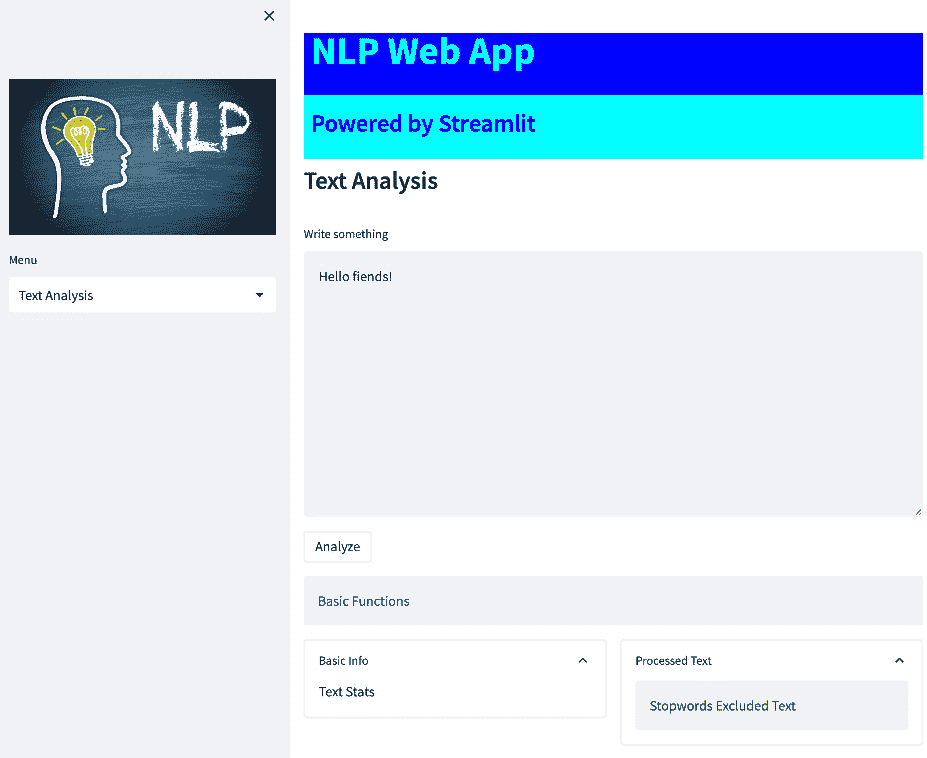 NLP
Menu
Text Analysis
NLP Web App
Powered by Streamlit
Text Analysis
Write something
Hello fiends!
Analyze
Basic Functions
Basic Info
Text Stats
Processed Text
Stopwords Excluded Text